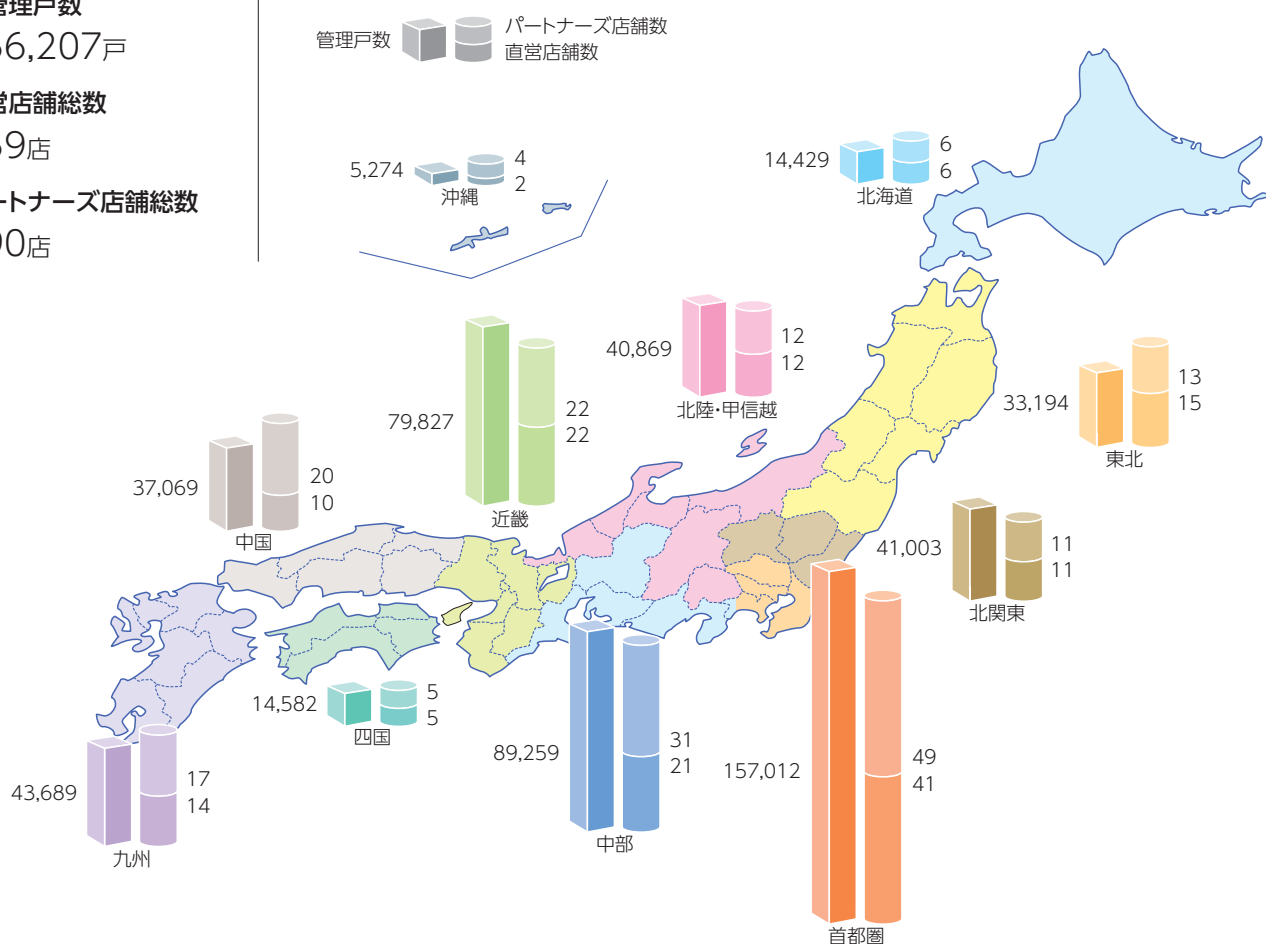 管理戸数
6,207戸
営店舗総数
9店
ートナーズ店舗総数
0店
管理戸数
パートナーズ店舗数
直営店舗数
5,274
4
2
沖縄
14,429
6
6
北海道
40,869
12
12
北陸・甲信越
79,827
22
22
近畿
33,194
13
15
東北
37,069
20
10
中国
41,003
11
11
北関東
14,582
5
5
四国
89,259
31
21
中部
157,012
49
41
首都圏
43,689
17
14
九州